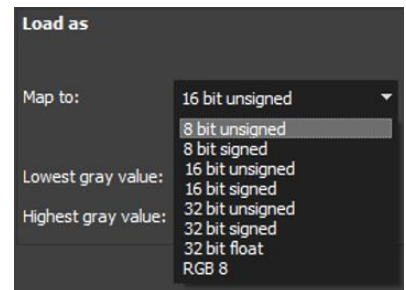 Load as
Map to: 16 bit unsigned
8 bit unsigned
8 bit signed
16 bit unsigned
16 bit signed
32 bit unsigned
32 bit signed
32 bit float
RGB 8
Lowest gray value:
Highest gray value: